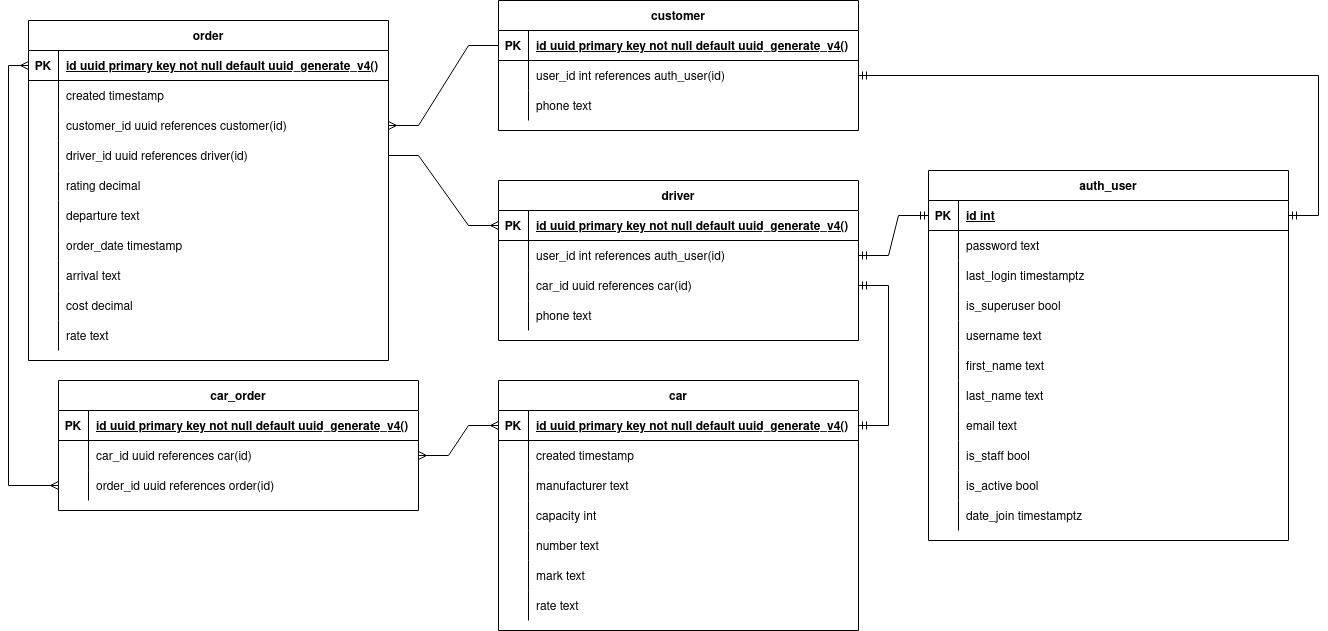 order
PK id uuid primary key not null default uuid_generate_v4()
created timestamp
customer_id uuid references customer(id)
driver_id uuid references driver(id)
rating decimal
departure text
order_date timestamp
arrival text
cost decimal
rate text
customer
PK id uuid primary key not null default uuid_generate_v4()
user_id int references auth_user(id)
phone text
driver
PK id uuid primary key not null default uuid_generate_v4()
user_id int references auth_user(id)
car_id uuid references car(id)
phone text
auth_user
PK id int
password text
last_login timestamptz
is_superuser bool
username text
first_name text
last_name text
email text
is_staff bool
is_active bool
date_join timestamptz
car_order
PK id uuid primary key not null default uuid_generate_v4()
car_id uuid references car(id)
order_id uuid references order(id)
car
PK id uuid primary key not null default uuid_generate_v4()
created timestamp
manufacturer text
capacity int
number text
mark text
rate text